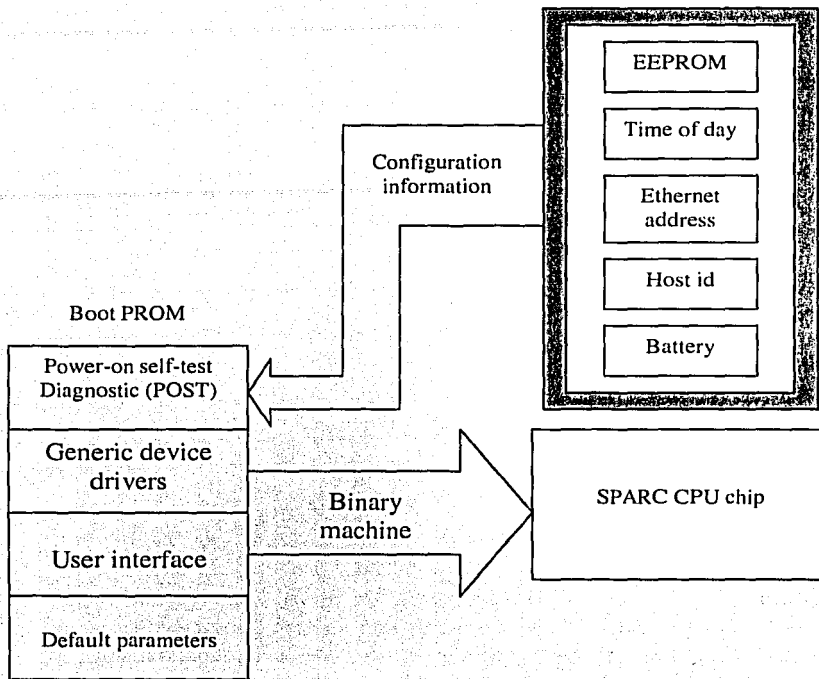 EEPROM
Time of day
Ethernet
address
Host id
Battery
Configuration
information
Boot PROM
Power-on self-test
Diagnostic (POST)
Generic device
drivers
User interface
Default parameters
Binary
machine
SPARC CPU chip